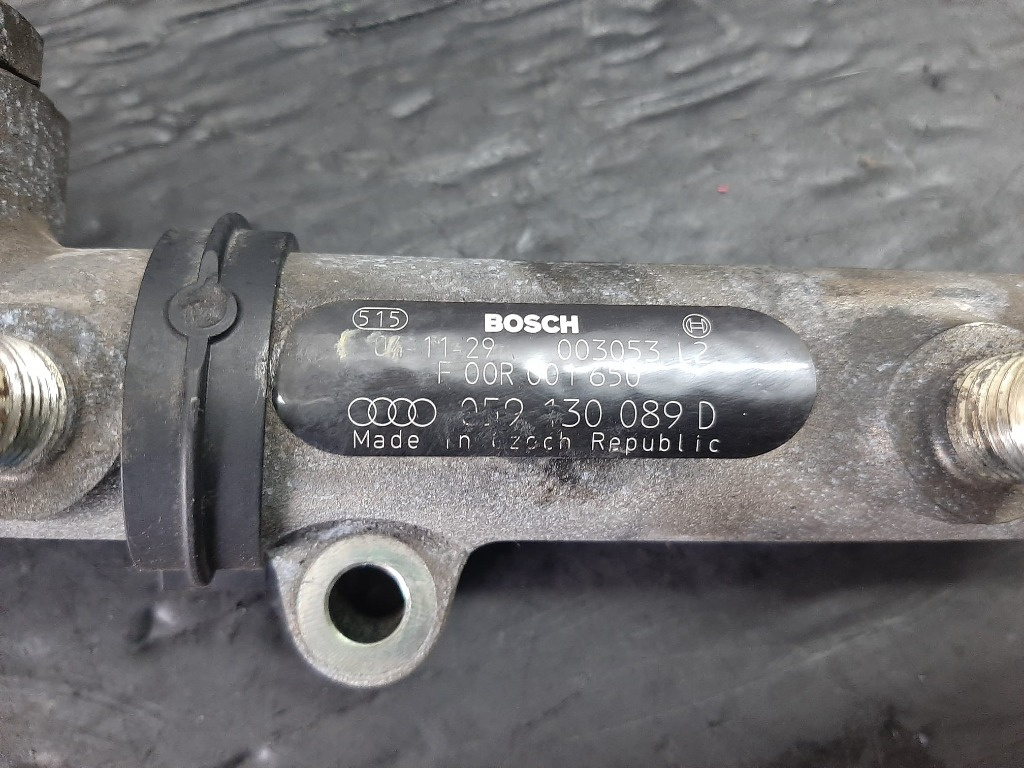 515 BOSCH
04-11-29 003053 L2
F 00R 001 650
059 130 089 D
Made in Czech Republic